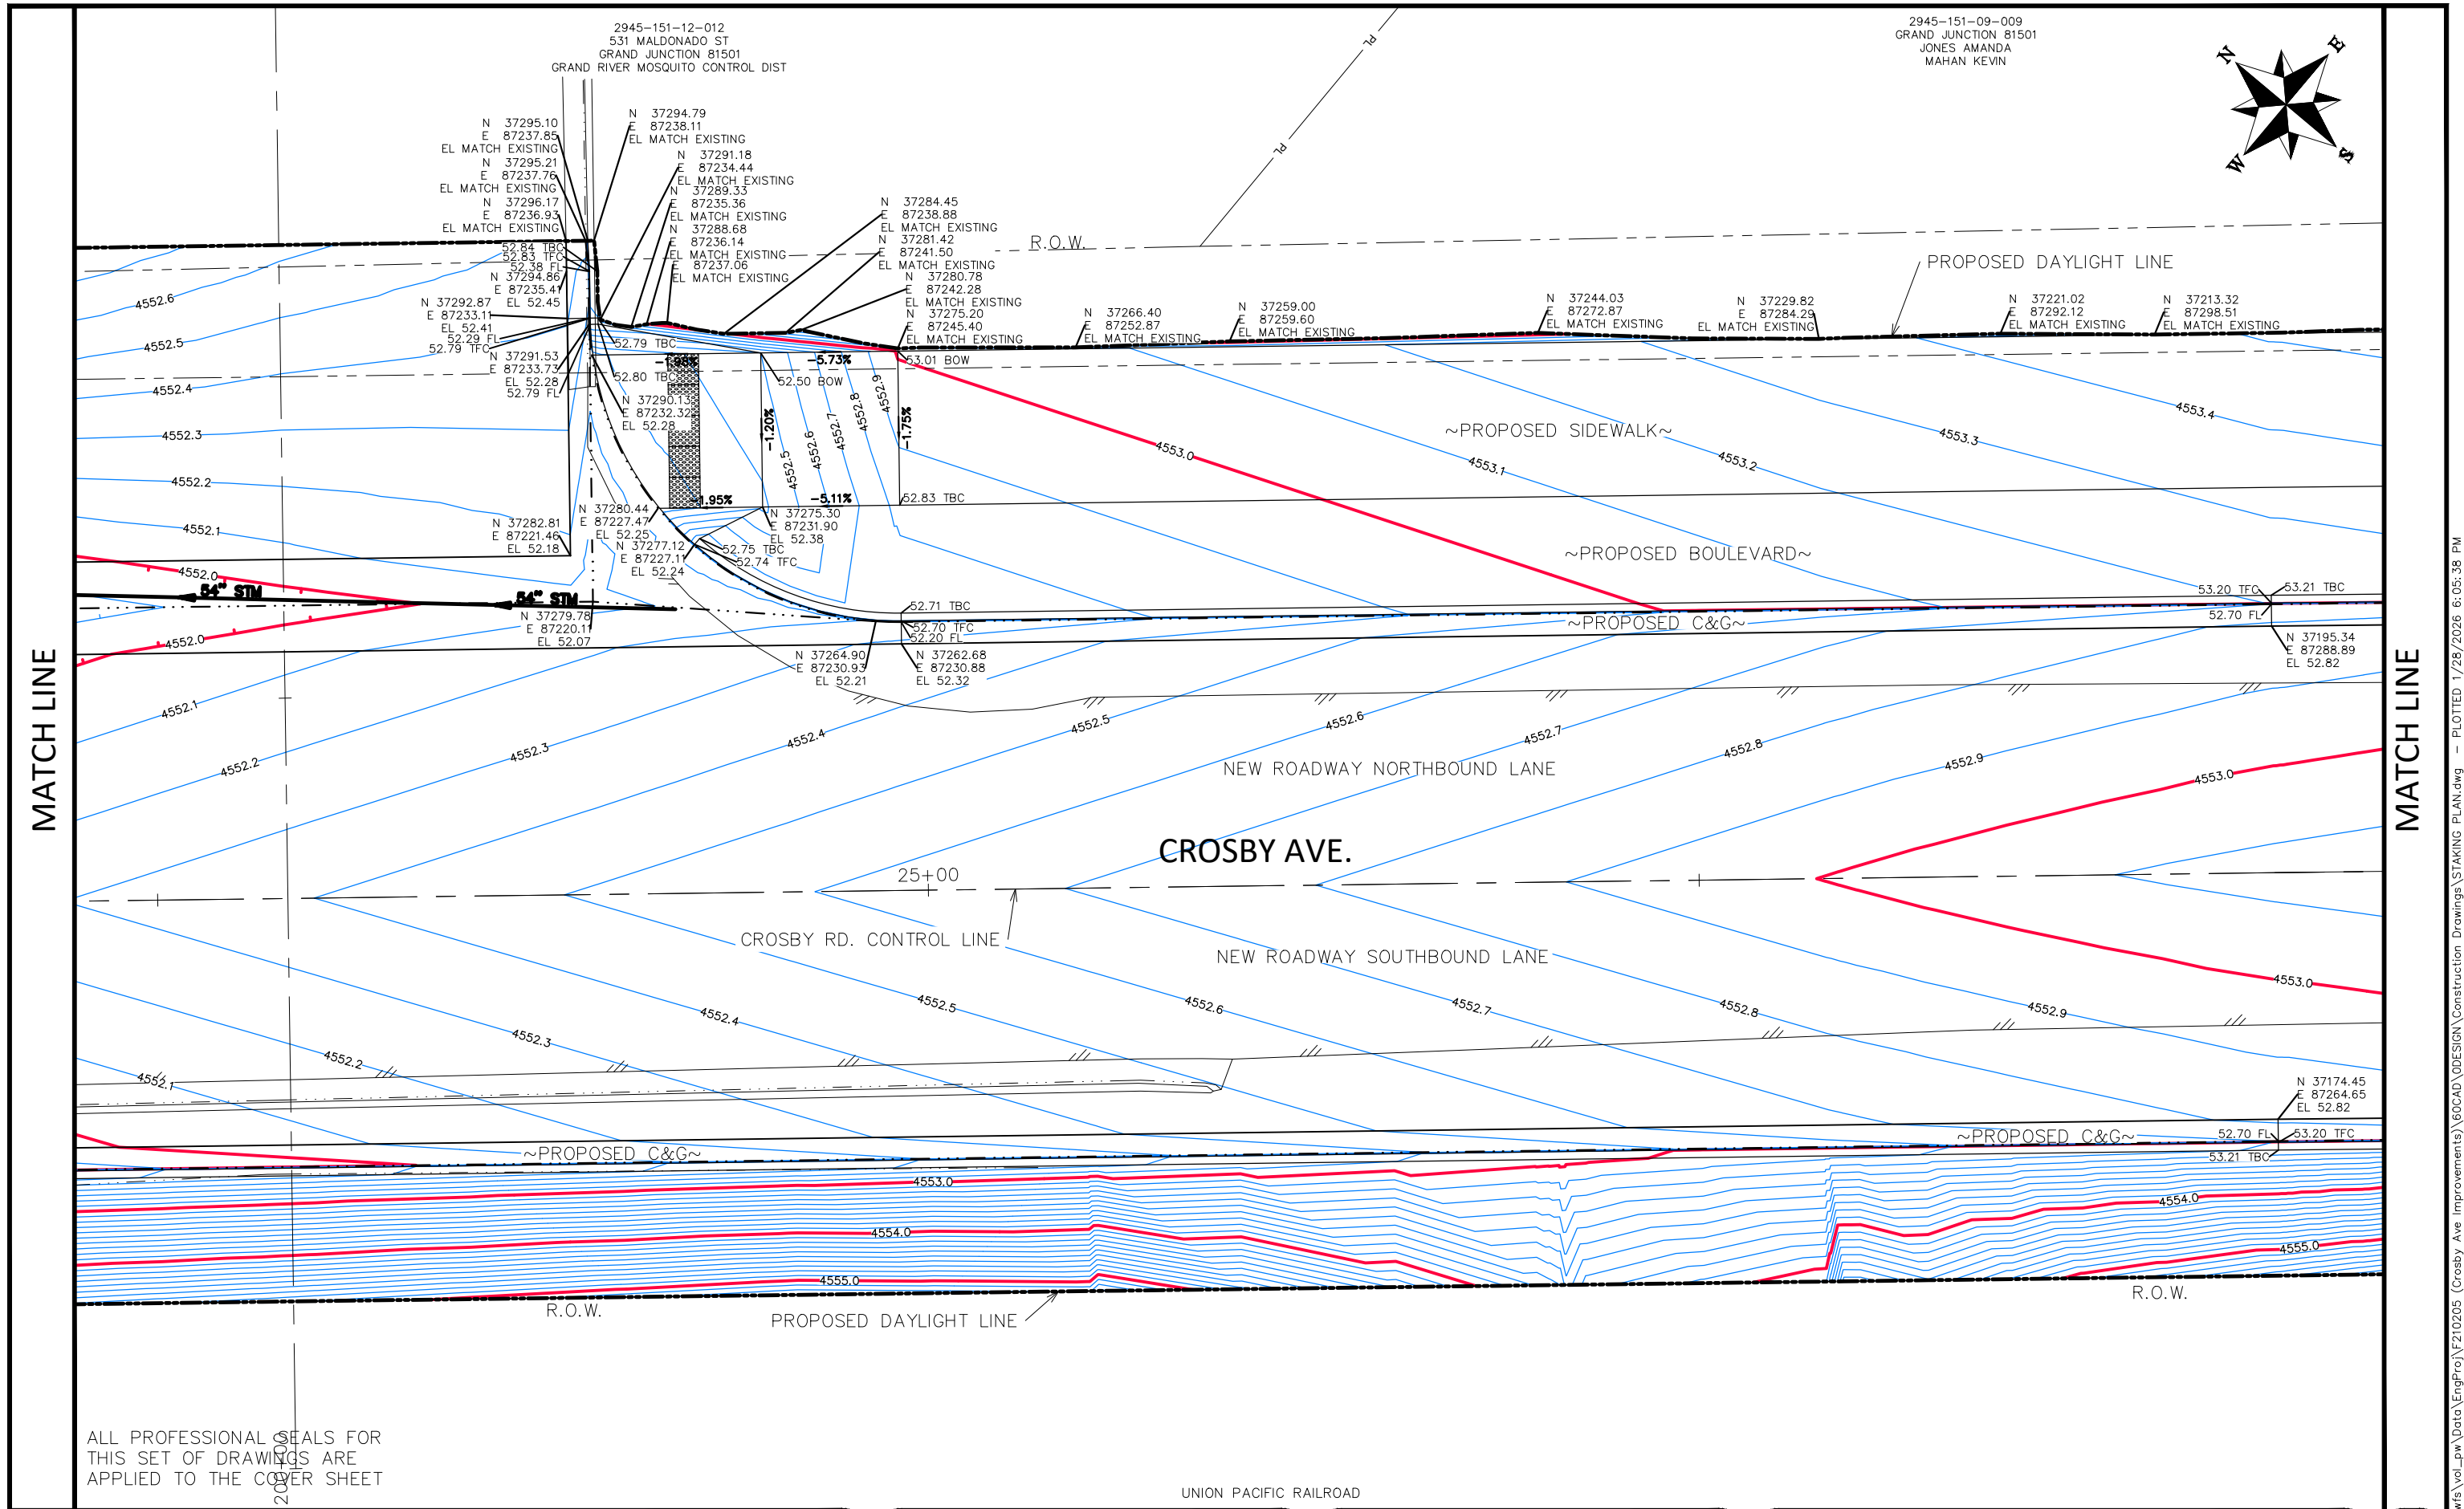 2945-151-12-012
531 MALDONADO ST
GRAND JUNCTION 81501
GRAND RIVER MOSQUITO CONTROL DIST
2945-151-09-009
GRAND JUNCTION 81501
JONES AMANDA
MAHAN KEVIN
N
E
W
S
PL
PL
N 37295.10
E 87237.85
EL MATCH EXISTING
N 37295.21
E 87237.76
EL MATCH EXISTING
N 37296.17
E 87236.93
EL MATCH EXISTING
52.84 TBC
52.83 TFC
52.38 FL
N 37294.86
E 87235.41
EL 52.45
N 37292.87
E 87233.11
EL 52.41
52.29 FL
52.79 TFC
N 37291.53
E 87233.73
EL 52.28
52.79 FL
N 37294.79
E 87238.11
EL MATCH EXISTING
N 37291.18
E 87234.44
EL MATCH EXISTING
N 37289.33
E 87235.36
EL MATCH EXISTING
N 37288.68
E 87236.14
EL MATCH EXISTING
E 87237.06
EL MATCH EXISTING
N 37284.45
E 87238.88
EL MATCH EXISTING
N 37281.42
E 87241.50
EL MATCH EXISTING
N 37280.78
E 87242.28
EL MATCH EXISTING
N 37275.20
E 87245.40
EL MATCH EXISTING
N 37266.40
E 87252.87
EL MATCH EXISTING
N 37259.00
E 87259.60
EL MATCH EXISTING
N 37244.03
E 87272.87
EL MATCH EXISTING
N 37229.82
E 87284.29
EL MATCH EXISTING
N 37221.02
E 87292.12
EL MATCH EXISTING
N 37213.32
E 87298.51
EL MATCH EXISTING
R.O.W.
PROPOSED DAYLIGHT LINE
52.79 TBC
52.80 TBC
-1.98%
-5.73%
53.01 BOW
52.50 BOW
-1.20%
-1.75%
N 37290.13
E 87232.32
EL 52.28
4552.5
4552.6
4552.7
4552.8
4552.9
-1.95%
-5.11%
52.83 TBC
N 37280.44
E 87227.47
EL 52.25
N 37275.30
E 87231.90
EL 52.38
N 37282.81
E 87221.46
EL 52.18
N 37277.12
E 87227.11
EL 52.24
52.75 TBC
52.74 TFC
4552.6
4552.5
4552.4
4552.3
4552.2
4552.1
4552.0
4552.0
54" STM
54" STM
N 37279.78
E 87220.11
EL 52.07
52.71 TBC
52.70 TFC
52.20 FL
N 37264.90
E 87230.93
EL 52.21
N 37262.68
E 87230.88
EL 52.32
~PROPOSED SIDEWALK~
~PROPOSED BOULEVARD~
~PROPOSED C&G~
4553.0
4553.1
4553.2
4553.3
4553.4
53.20 TFC
53.21 TBC
52.70 FL
N 37195.34
E 87288.89
EL 52.82
MATCH LINE
MATCH LINE
4552.1
4552.2
4552.3
4552.4
4552.5
4552.6
4552.7
4552.8
4552.9
4553.0
NEW ROADWAY NORTHBOUND LANE
CROSBY AVE.
25+00
CROSBY RD. CONTROL LINE
NEW ROADWAY SOUTHBOUND LANE
4552.1
4552.2
4552.3
4552.4
4552.5
4552.6
4552.7
4552.8
4552.9
4553.0
N 37174.45
E 87264.65
EL 52.82
52.70 FL
53.20 TFC
53.21 TBC
~PROPOSED C&G~
~PROPOSED C&G~
4553.0
4554.0
4555.0
4554.0
4555.0
R.O.W.
R.O.W.
PROPOSED DAYLIGHT LINE
ALL PROFESSIONAL SEALS FOR
THIS SET OF DRAWINGS ARE
APPLIED TO THE COVER SHEET
200+00
UNION PACIFIC RAILROAD
wfs\vol_pw\Data\EngProj\F210205 (Crosby Ave Improvements)\60CAD\0DESIGN\Construction Drawings\STAKING PLAN.dwg - PLOTTED 1/28/2026 6:05:38 PM